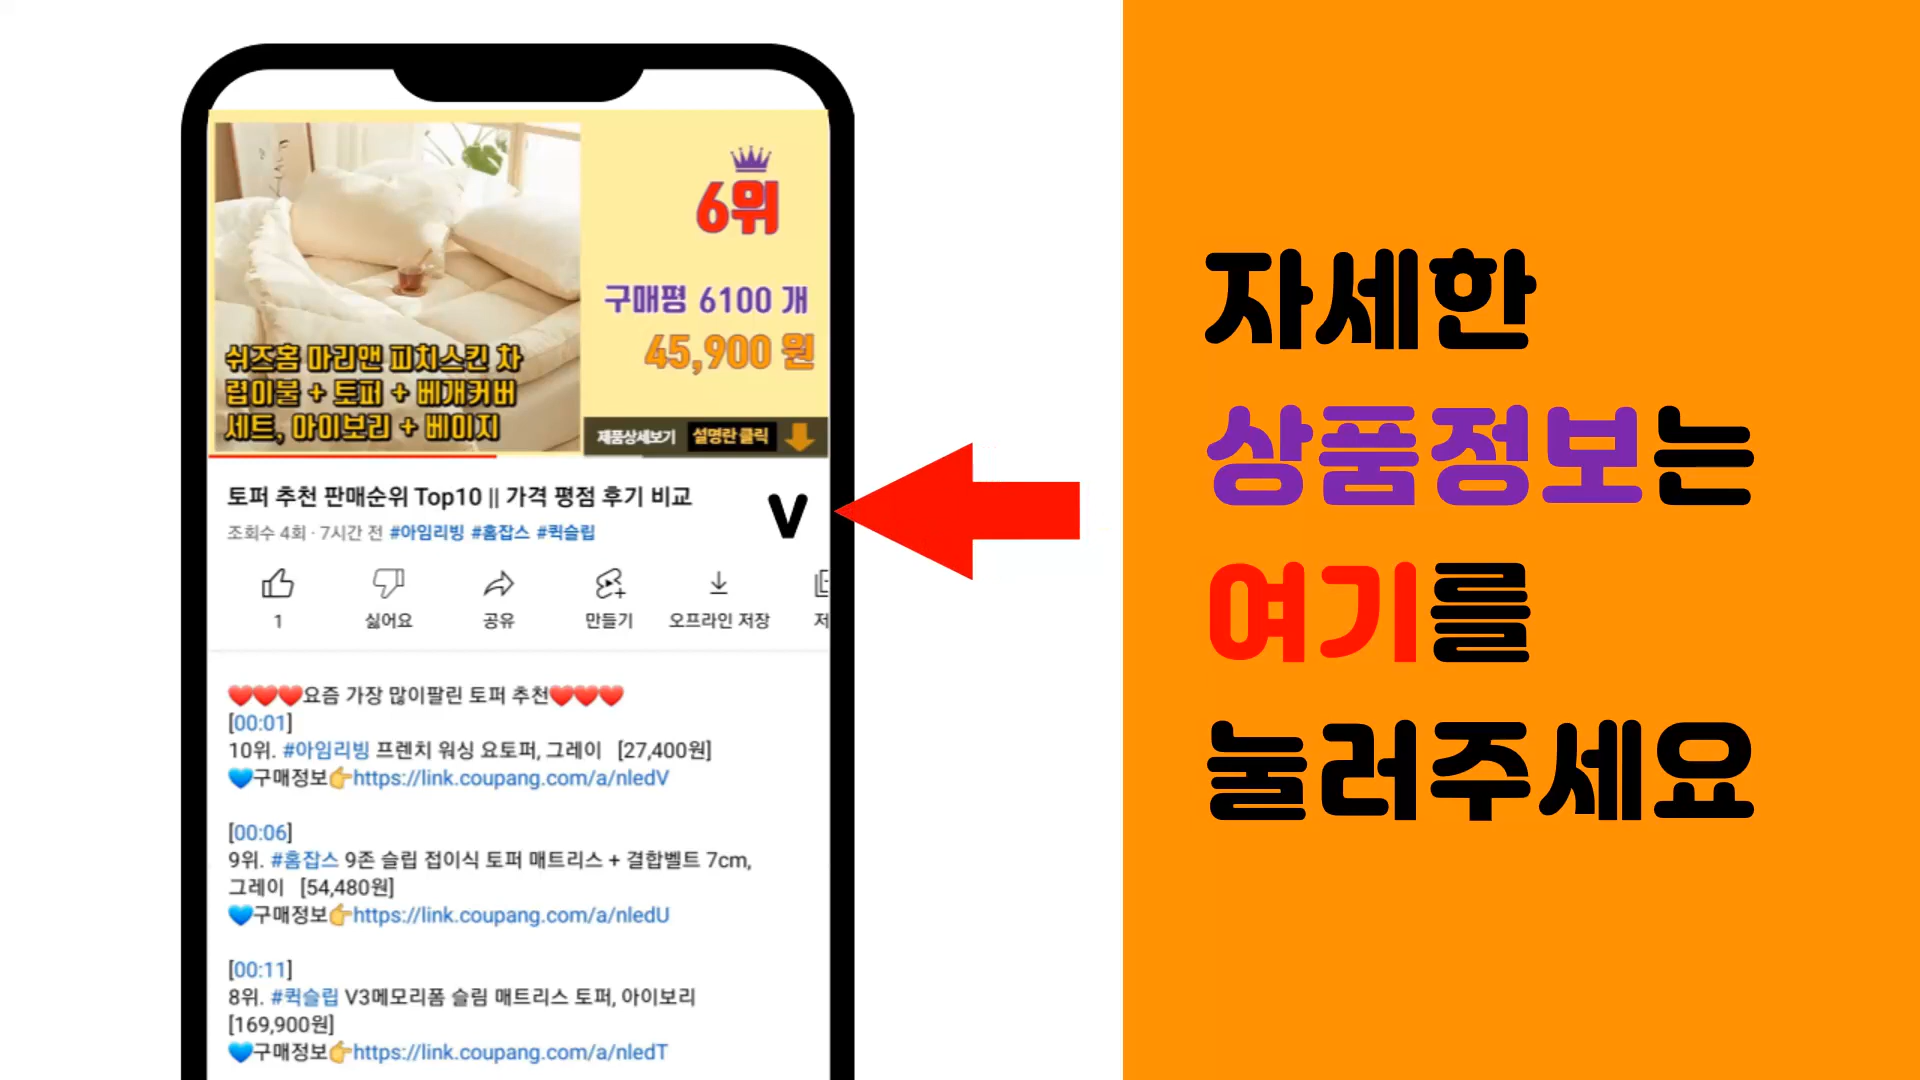 6위
구매평 6100 개
45,900 원
쉬즈홈 마리앤 피치스킨 차
렵이불 + 토퍼 + 베개커버
세트, 아이보리 + 베이지
제품상세보기 설명란 클릭
토퍼 추천 판매순위 Top10 || 가격 평점 후기 비교
조회수 4회 · 7시간 전 #아임리빙 #홈잡스 #퀵슬립
V
1 싫어요 공유 만들기 오프라인 저장 저
❤️❤️❤️요즘 가장 많이팔린 토퍼 추천❤️❤️❤️
[00:01]
10위. #아임리빙 프렌치 워싱 요토퍼, 그레이 [27,400원]
💙구매정보👉https://link.coupang.com/a/nledV
[00:06]
9위. #홈잡스 9존 슬립 접이식 토퍼 매트리스 + 결합벨트 7cm,
그레이 [54,480원]
💙구매정보👉https://link.coupang.com/a/nledU
[00:11]
8위. #퀵슬립 V3메모리폼 슬림 매트리스 토퍼, 아이보리
[169,900원]
💙구매정보👉https://link.coupang.com/a/nledT
자세한
상품정보는
여기를
눌러주세요